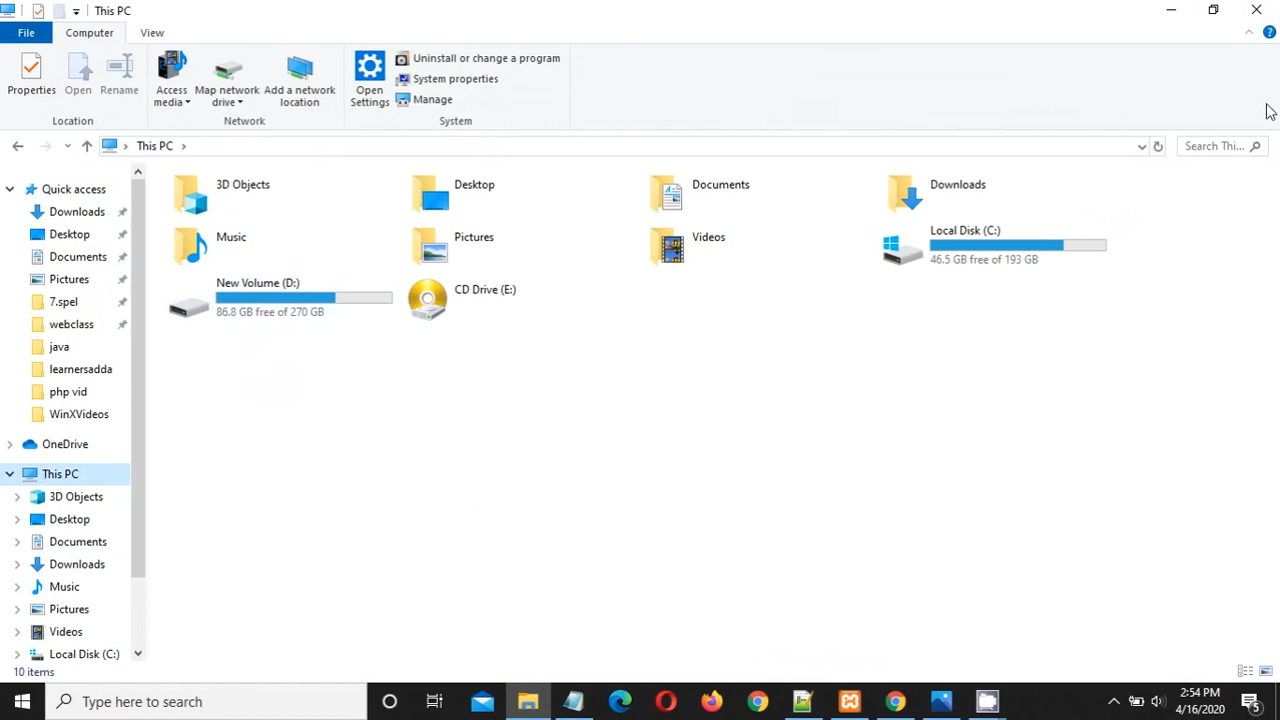 This PC
File
Computer
View
Properties
Open
Rename
Access media
Map network drive
Add a network location
Open Settings
Uninstall or change a program
System properties
Manage
Location
Network
System
This PC
Search Thi...
Quick access
Downloads
Desktop
Documents
Pictures
7.spel
webclass
java
learnersadda
php vid
WinXVideos
OneDrive
This PC
3D Objects
Desktop
Documents
Downloads
Music
Pictures
Videos
Local Disk (C:)
3D Objects
Desktop
Documents
Downloads
Music
Pictures
Videos
Local Disk (C:)
46.5 GB free of 193 GB
New Volume (D:)
86.8 GB free of 270 GB
CD Drive (E:)
10 items
Type here to search
2:54 PM
4/16/2020
5